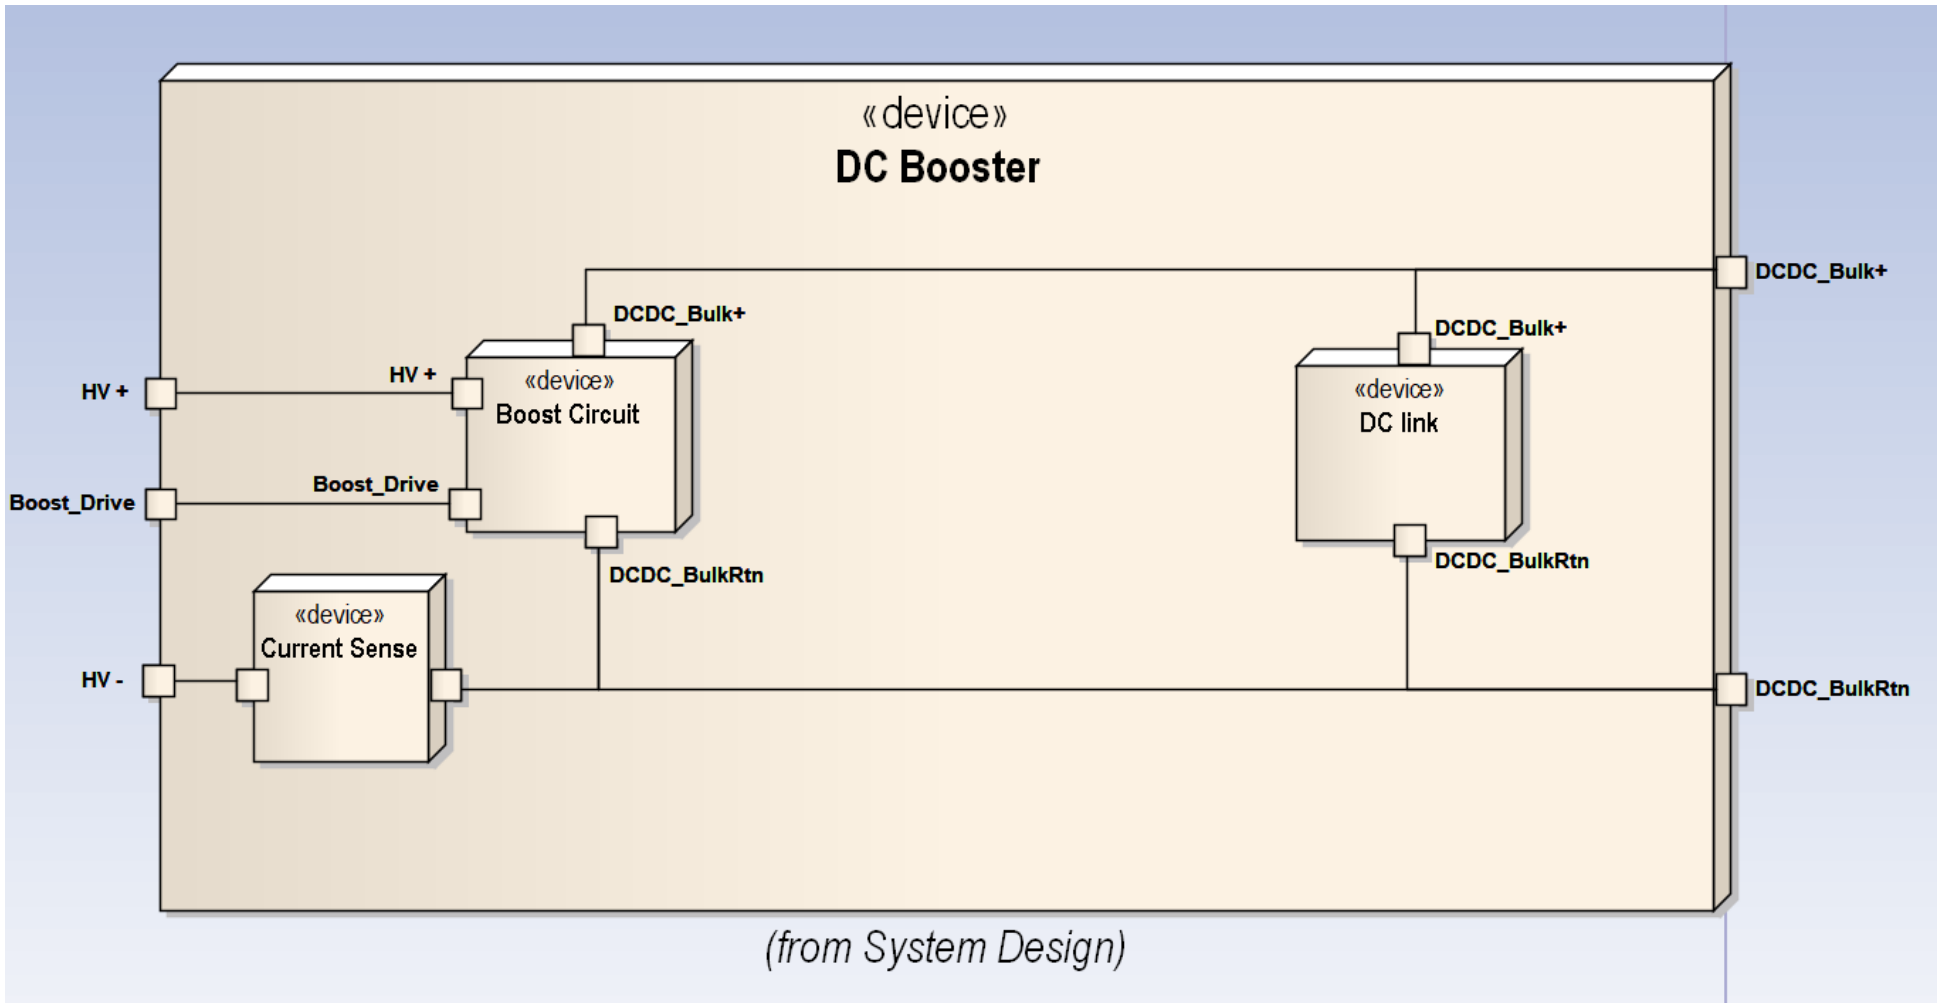 «device»
DC Booster
DCDC_Bulk+
DCDC_Bulk+
DCDC_Bulk+
HV +
HV +
«device»
Boost Circuit
«device»
DC link
Boost_Drive
Boost_Drive
DCDC_BulkRtn
DCDC_BulkRtn
«device»
Current Sense
HV -
DCDC_BulkRtn
(from System Design)